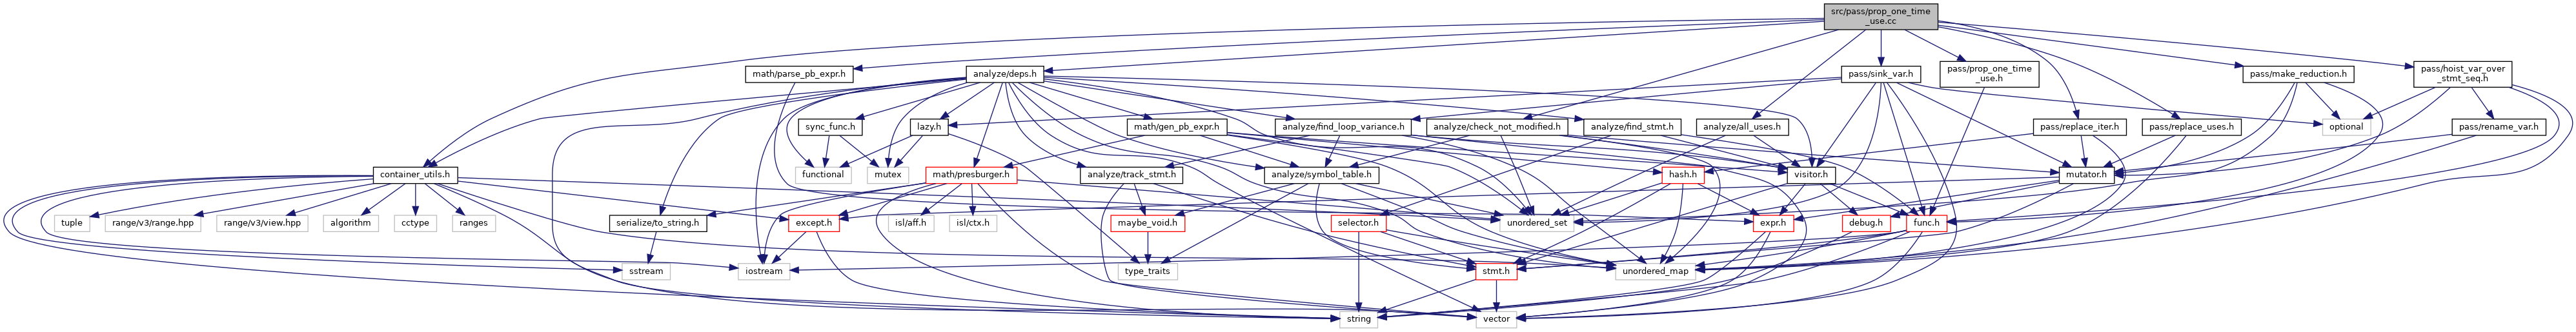 src/pass/prop_one_time
_use.cc
math/parse_pb_expr.h
analyze/deps.h
pass/sink_var.h
pass/prop_one_time
_use.h
pass/make_reduction.h
pass/hoist_var_over
_stmt_seq.h
sync_func.h
lazy.h
math/gen_pb_expr.h
analyze/find_loop_variance.h
analyze/check_not_modified.h
analyze/find_stmt.h
analyze/all_uses.h
pass/replace_iter.h
pass/replace_uses.h
optional
pass/rename_var.h
container_utils.h
functional
mutex
math/presburger.h
analyze/track_stmt.h
analyze/symbol_table.h
hash.h
visitor.h
mutator.h
tuple
range/v3/range.hpp
range/v3/view.hpp
algorithm
cctype
ranges
serialize/to_string.h
except.h
isl/aff.h
isl/ctx.h
maybe_void.h
selector.h
unordered_set
expr.h
debug.h
func.h
sstream
iostream
type_traits
stmt.h
unordered_map
string
vector